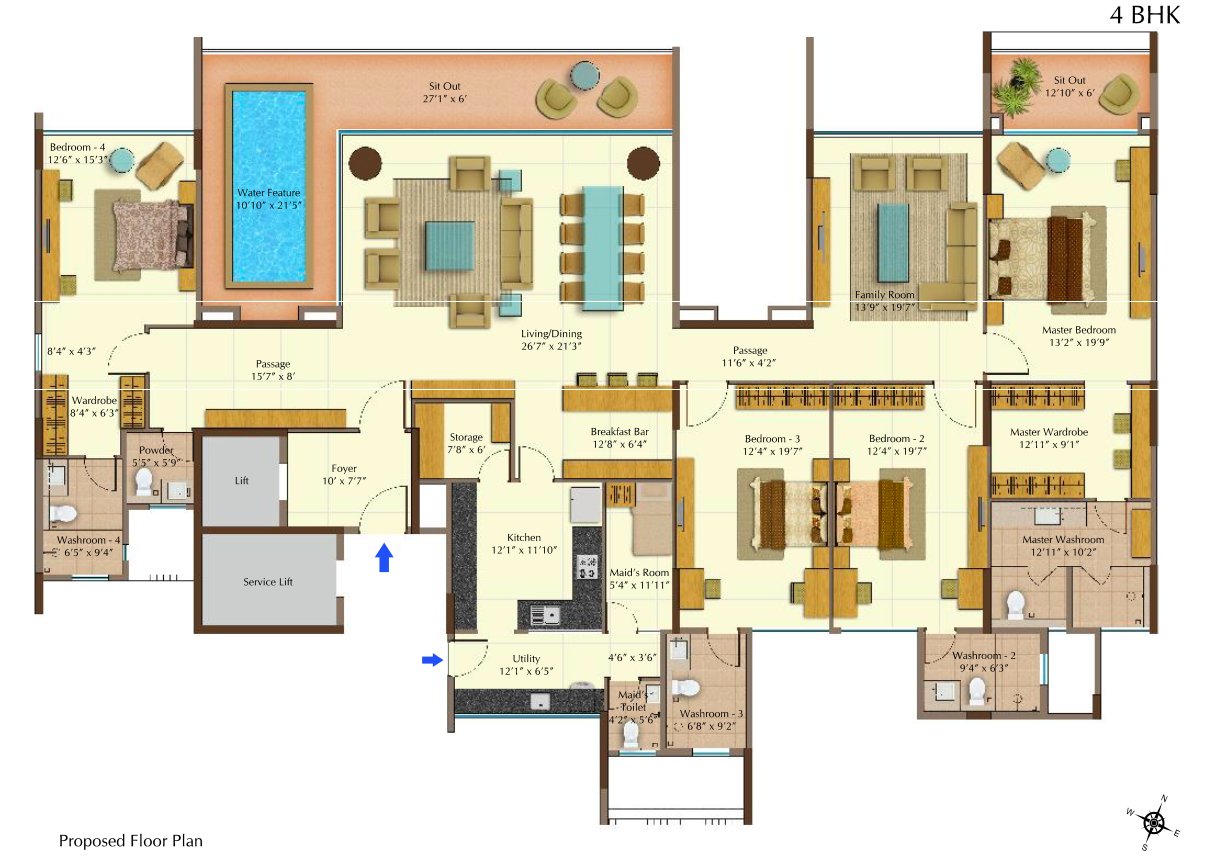 4 BHK
Sit Out
27'1" x 6'
Sit Out
12'10" x 6'
Bedroom - 4
12'6" x 15'3"
Water Feature
10'10" x 21'5"
Family Room
13'9" x 19'7"
Living/Dining
26'7" x 21'3"
Master Bedroom
13'2" x 19'9"
8'4" x 4'3"
Passage
15'7" x 8'
Passage
11'6" x 4'2"
Wardrobe
8'4" x 6'3"
Storage
7'8" x 6'
Breakfast Bar
12'8" x 6'4"
Bedroom - 3
12'4" x 19'7"
Bedroom - 2
12'4" x 19'7"
Master Wardrobe
12'11" x 9'1"
Powder
5'5" x 5'9"
Lift
Foyer
10' x 7'7"
Washroom - 4
6'5" x 9'4"
Kitchen
12'1" x 11'10"
Master Washroom
12'11" x 10'2"
Service Lift
Maid's Room
5'4" x 11'11"
Utility
12'1" x 6'5"
4'6" x 3'6"
Washroom - 2
9'4" x 6'3"
Maid's
Toilet
4'2" x 5'6"
Washroom - 3
6'8" x 9'2"
N
W
E
S
Proposed Floor Plan